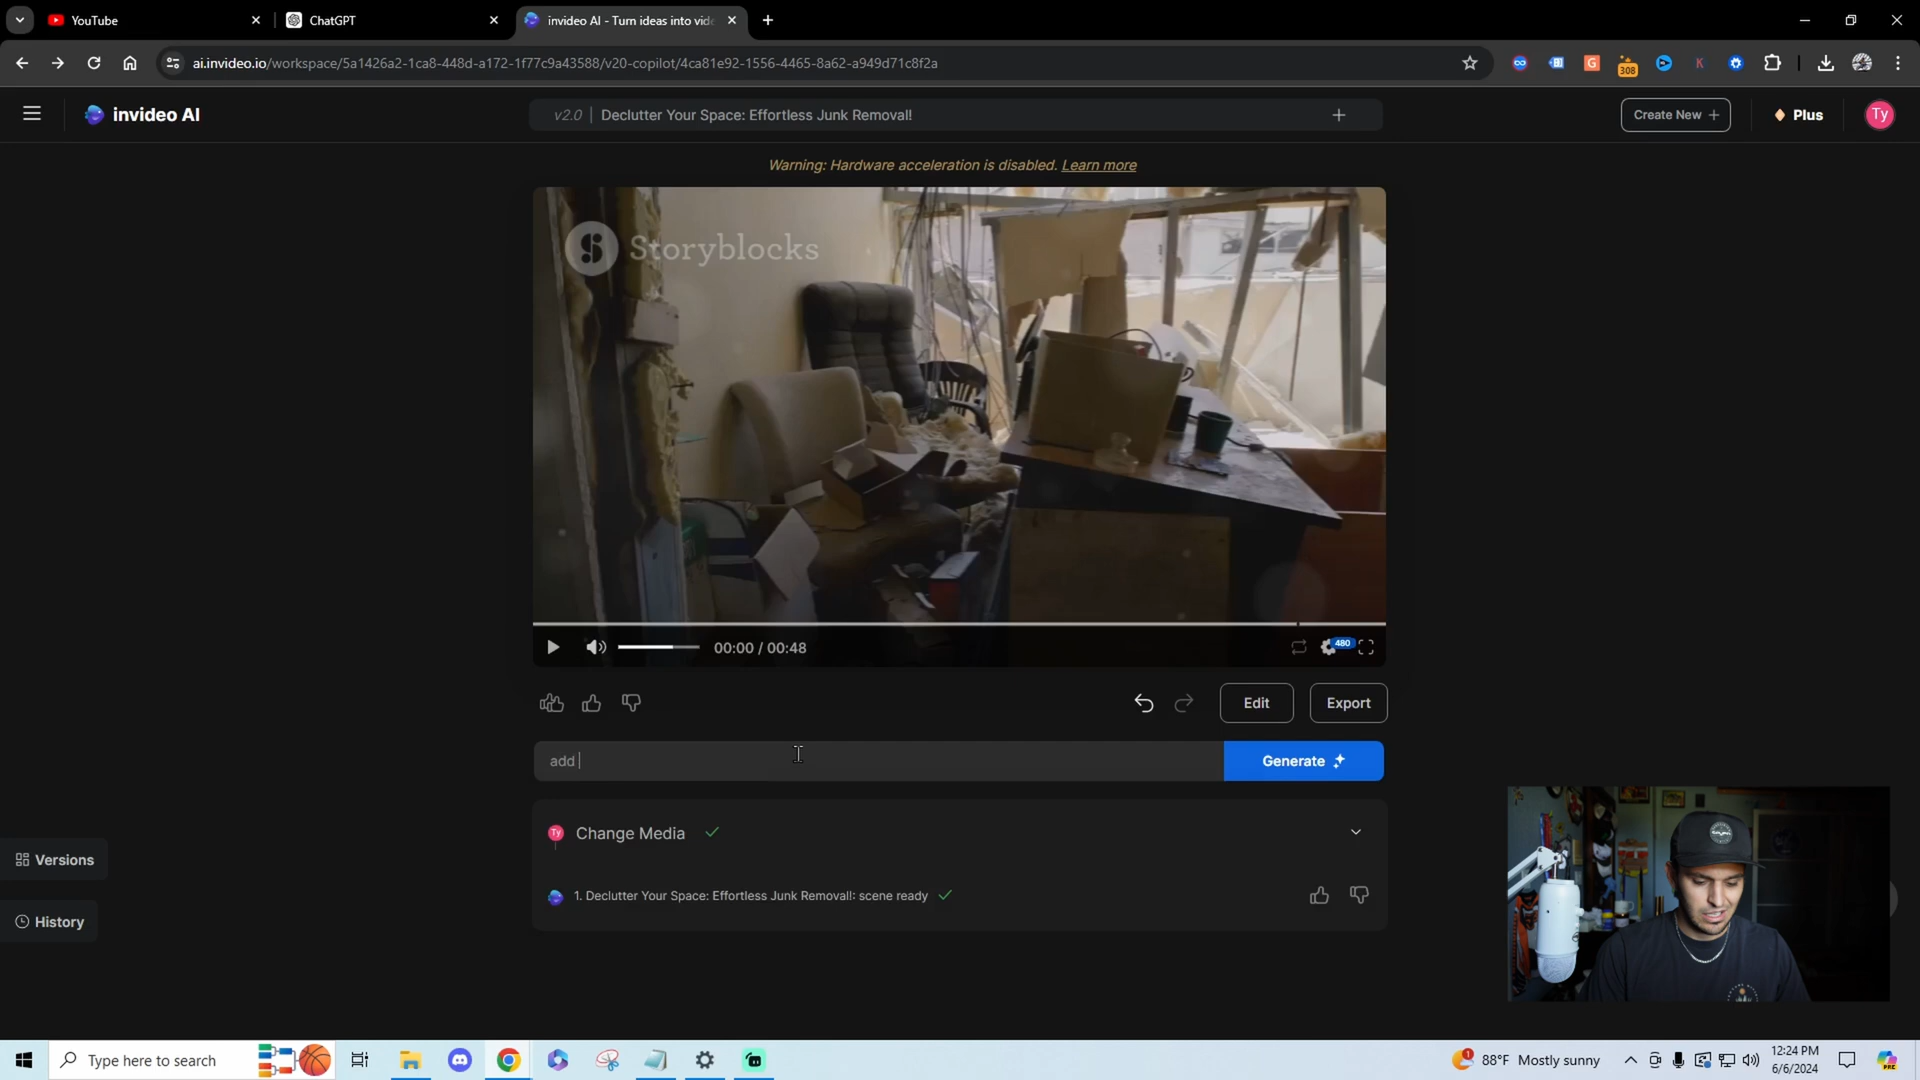 YouTube
ChatGPT
invideo AI - Turn ideas into vid
ai.invideo.io/workspace/5a1426a2-1ca8-448d-a172-1f77c9a43588/v20-copilot/4ca81e92-1556-4465-8a62-a949d71c8f2a
308
invideo AI
v2.0 | Declutter Your Space: Effortless Junk Removal!
Create New +
Plus
Ty
Warning: Hardware acceleration is disabled. Learn more
Storyblocks
00:00 / 00:48
480
Edit
Export
add
Generate
Ty
Change Media
1. Declutter Your Space: Effortless Junk Removal!: scene ready
Versions
History
Type here to search
88°F Mostly sunny
12:24 PM
6/6/2024